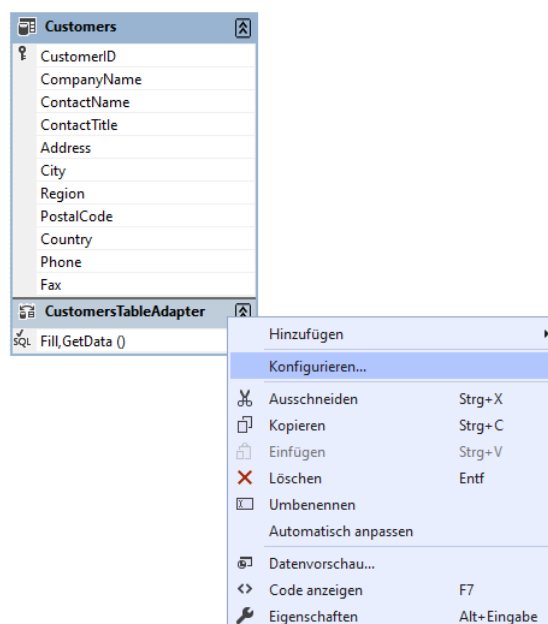 Customers
CustomerID
CompanyName
ContactName
ContactTitle
Address
City
Region
PostalCode
Country
Phone
Fax
CustomersTableAdapter
SQL Fill,GetData ()
Hinzufügen
Konfigurieren...
Ausschneiden Strg+X
Kopieren Strg+C
Einfügen Strg+V
Löschen Entf
Umbenennen
Automatisch anpassen
Datenvorschau...
Code anzeigen F7
Eigenschaften Alt+Eingabe